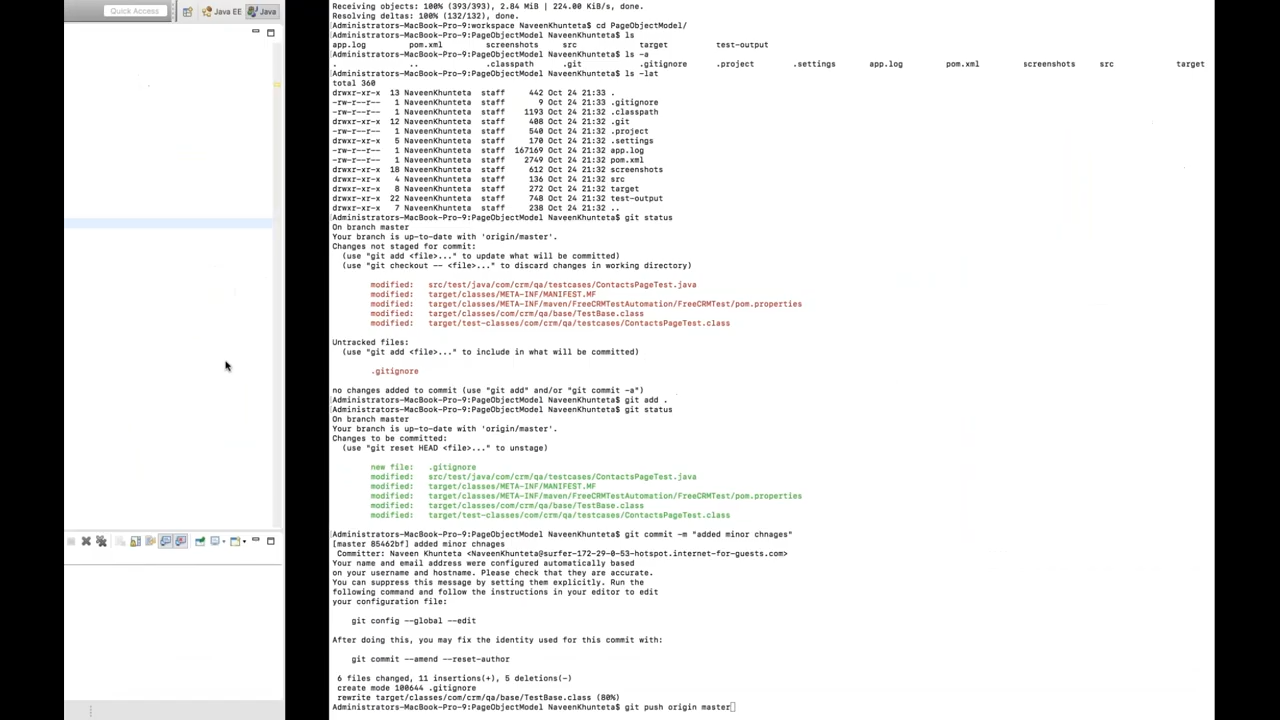 Quick Access
Java EE
Java
Receiving objects: 100% (393/393), 2.84 MiB | 224.00 KiB/s, done.
Resolving deltas: 100% (132/132), done.
Administrators-MacBook-Pro-9:workspace NaveenKhunteta$ cd PageObjectModel/
Administrators-MacBook-Pro-9:PageObjectModel NaveenKhunteta$ ls
app.log pom.xml screenshots src target test-output
Administrators-MacBook-Pro-9:PageObjectModel NaveenKhunteta$ ls -a
. .. .classpath .git .gitignore .project .settings app.log pom.xml screenshots src target
Administrators-MacBook-Pro-9:PageObjectModel NaveenKhunteta$ ls -lat
total 360
drwxr-xr-x 13 NaveenKhunteta staff 442 Oct 24 21:33 .
-rw-r--r-- 1 NaveenKhunteta staff 9 Oct 24 21:33 .gitignore
-rw-r--r-- 1 NaveenKhunteta staff 1193 Oct 24 21:32 .classpath
drwxr-xr-x 12 NaveenKhunteta staff 408 Oct 24 21:32 .git
-rw-r--r-- 1 NaveenKhunteta staff 540 Oct 24 21:32 .project
drwxr-xr-x 5 NaveenKhunteta staff 170 Oct 24 21:32 .settings
-rw-r--r-- 1 NaveenKhunteta staff 167169 Oct 24 21:32 app.log
-rw-r--r-- 1 NaveenKhunteta staff 2749 Oct 24 21:32 pom.xml
drwxr-xr-x 18 NaveenKhunteta staff 612 Oct 24 21:32 screenshots
drwxr-xr-x 4 NaveenKhunteta staff 136 Oct 24 21:32 src
drwxr-xr-x 8 NaveenKhunteta staff 272 Oct 24 21:32 target
drwxr-xr-x 22 NaveenKhunteta staff 748 Oct 24 21:32 test-output
drwxr-xr-x 7 NaveenKhunteta staff 238 Oct 24 21:32 ..
Administrators-MacBook-Pro-9:PageObjectModel NaveenKhunteta$ git status
On branch master
Your branch is up-to-date with 'origin/master'.
Changes not staged for commit:
(use "git add <file>..." to update what will be committed)
(use "git checkout -- <file>..." to discard changes in working directory)
modified: src/test/java/com/crm/qa/testcases/ContactsPageTest.java
modified: target/classes/META-INF/MANIFEST.MF
modified: target/classes/META-INF/maven/FreeCRMTestAutomation/FreeCRMTest/pom.properties
modified: target/classes/com/crm/qa/base/TestBase.class
modified: target/test-classes/com/crm/qa/testcases/ContactsPageTest.class
Untracked files:
(use "git add <file>..." to include in what will be committed)
.gitignore
no changes added to commit (use "git add" and/or "git commit -a")
Administrators-MacBook-Pro-9:PageObjectModel NaveenKhunteta$ git add .
Administrators-MacBook-Pro-9:PageObjectModel NaveenKhunteta$ git status
On branch master
Your branch is up-to-date with 'origin/master'.
Changes to be committed:
(use "git reset HEAD <file>..." to unstage)
new file: .gitignore
modified: src/test/java/com/crm/qa/testcases/ContactsPageTest.java
modified: target/classes/META-INF/MANIFEST.MF
modified: target/classes/META-INF/maven/FreeCRMTestAutomation/FreeCRMTest/pom.properties
modified: target/classes/com/crm/qa/base/TestBase.class
modified: target/test-classes/com/crm/qa/testcases/ContactsPageTest.class
Administrators-MacBook-Pro-9:PageObjectModel NaveenKhunteta$ git commit -m "added minor chnages"
[master 85462bf] added minor chnages
Committer: Naveen Khunteta <NaveenKhunteta@surfer-172-29-0-53-hotspot.internet-for-guests.com>
Your name and email address were configured automatically based
on your username and hostname. Please check that they are accurate.
You can suppress this message by setting them explicitly. Run the
following command and follow the instructions in your editor to edit
your configuration file:
git config --global --edit
After doing this, you may fix the identity used for this commit with:
git commit --amend --reset-author
6 files changed, 11 insertions(+), 5 deletions(-)
create mode 100644 .gitignore
rewrite target/classes/com/crm/qa/base/TestBase.class (80%)
Administrators-MacBook-Pro-9:PageObjectModel NaveenKhunteta$ git push origin master